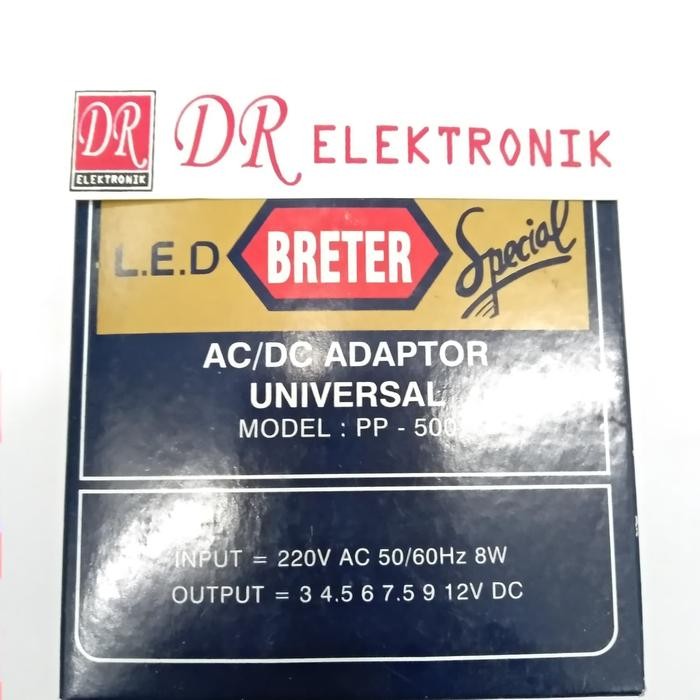 DR ELEKTRONIK
DR ELEKTRONIK
L.E.D BRETER Special
AC/DC ADAPTOR
UNIVERSAL
MODEL : PP - 500
INPUT = 220V AC 50/60Hz 8W
OUTPUT = 3 4.5 6 7.5 9 12V DC